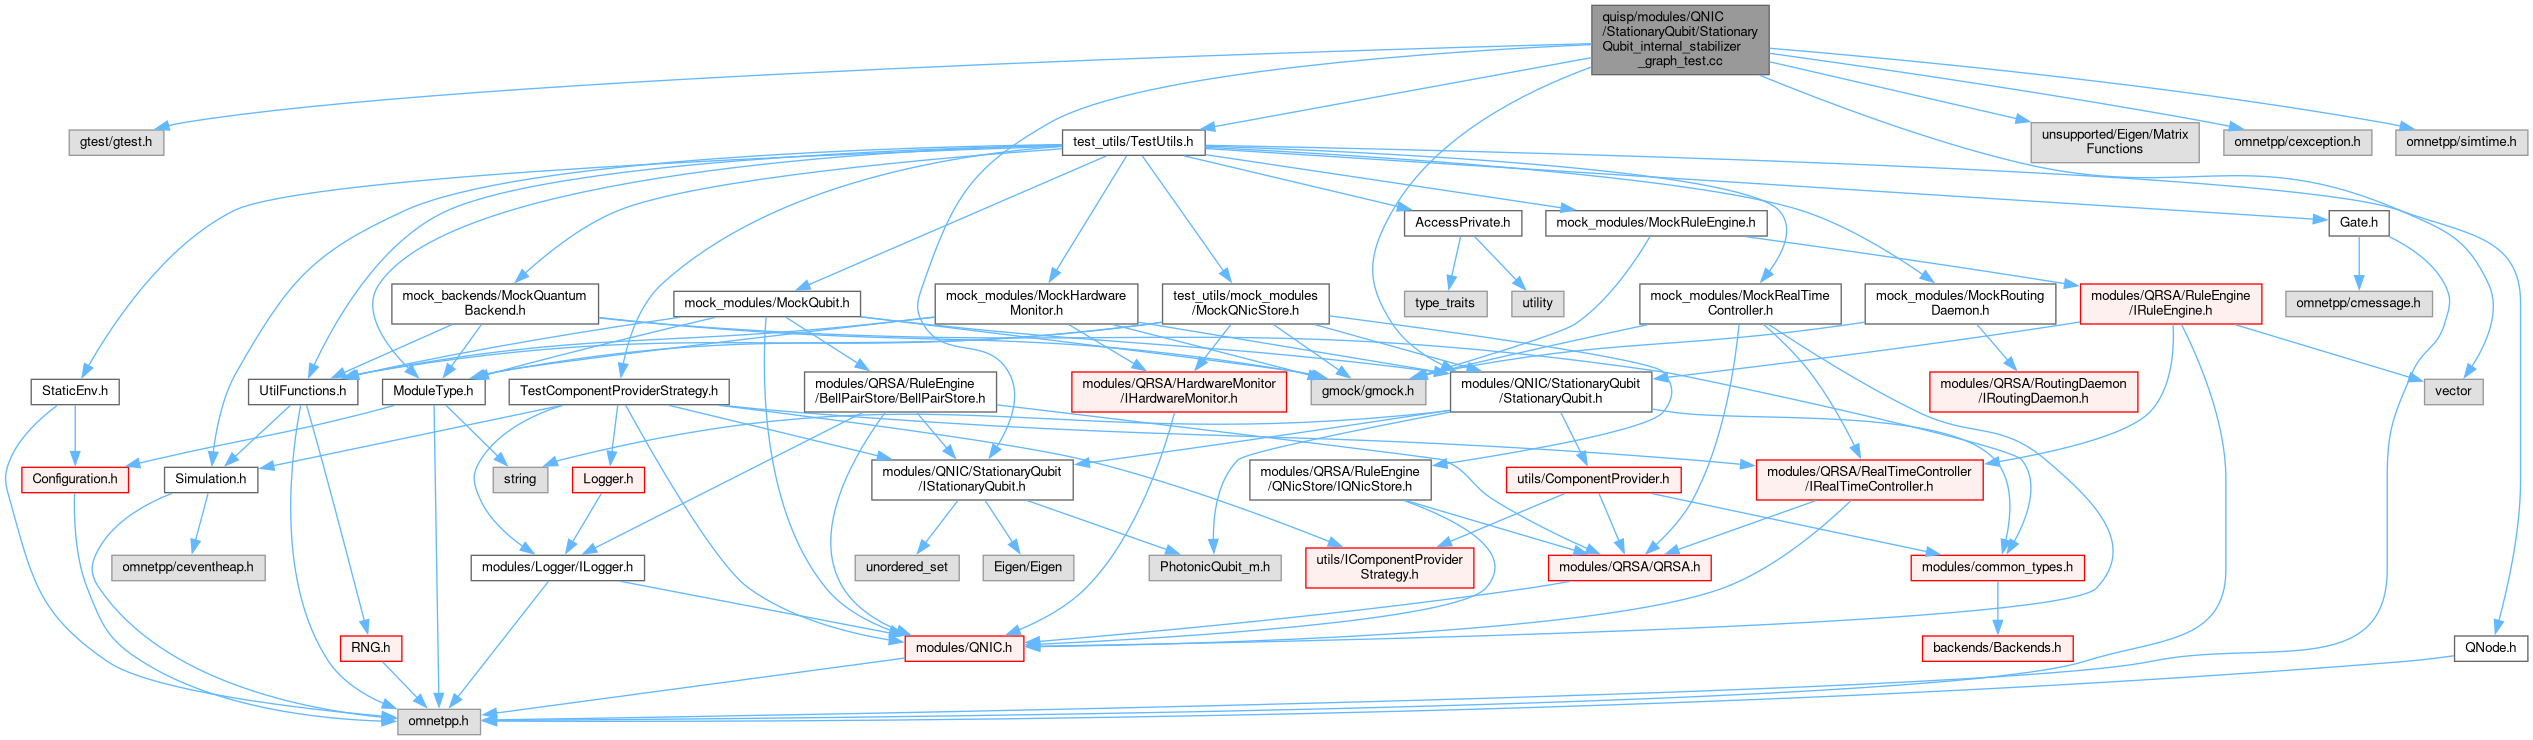 quisp/modules/QNIC
/StationaryQubit/Stationary
Qubit_internal_stabilizer
_graph_test.cc
gtest/gtest.h
test_utils/TestUtils.h
unsupported/Eigen/Matrix
Functions
omnetpp/cexception.h
omnetpp/simtime.h
AccessPrivate.h
mock_modules/MockRuleEngine.h
Gate.h
mock_backends/MockQuantum
Backend.h
mock_modules/MockQubit.h
mock_modules/MockHardware
Monitor.h
test_utils/mock_modules
/MockQNicStore.h
type_traits
utility
mock_modules/MockRealTime
Controller.h
mock_modules/MockRouting
Daemon.h
modules/QRSA/RuleEngine
/IRuleEngine.h
omnetpp/cmessage.h
StaticEnv.h
UtilFunctions.h
ModuleType.h
TestComponentProviderStrategy.h
modules/QRSA/RuleEngine
/BellPairStore/BellPairStore.h
modules/QRSA/HardwareMonitor
/IHardwareMonitor.h
gmock/gmock.h
modules/QNIC/StationaryQubit
/StationaryQubit.h
modules/QRSA/RoutingDaemon
/IRoutingDaemon.h
vector
Configuration.h
Simulation.h
string
Logger.h
modules/QNIC/StationaryQubit
/IStationaryQubit.h
modules/QRSA/RuleEngine
/QNicStore/IQNicStore.h
utils/ComponentProvider.h
modules/QRSA/RealTimeController
/IRealTimeController.h
omnetpp/ceventheap.h
modules/Logger/ILogger.h
unordered_set
Eigen/Eigen
PhotonicQubit_m.h
utils/IComponentProvider
Strategy.h
modules/QRSA/QRSA.h
modules/common_types.h
RNG.h
modules/QNIC.h
backends/Backends.h
QNode.h
omnetpp.h